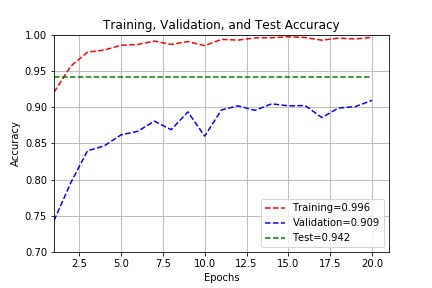 Training, Validation, and Test Accuracy
1.00
0.95
0.90
0.85
0.80
0.75
0.70
Accuracy
2.5 5.0 7.5 10.0 12.5 15.0 17.5 20.0
Epochs
Training=0.996
Validation=0.909
Test=0.942